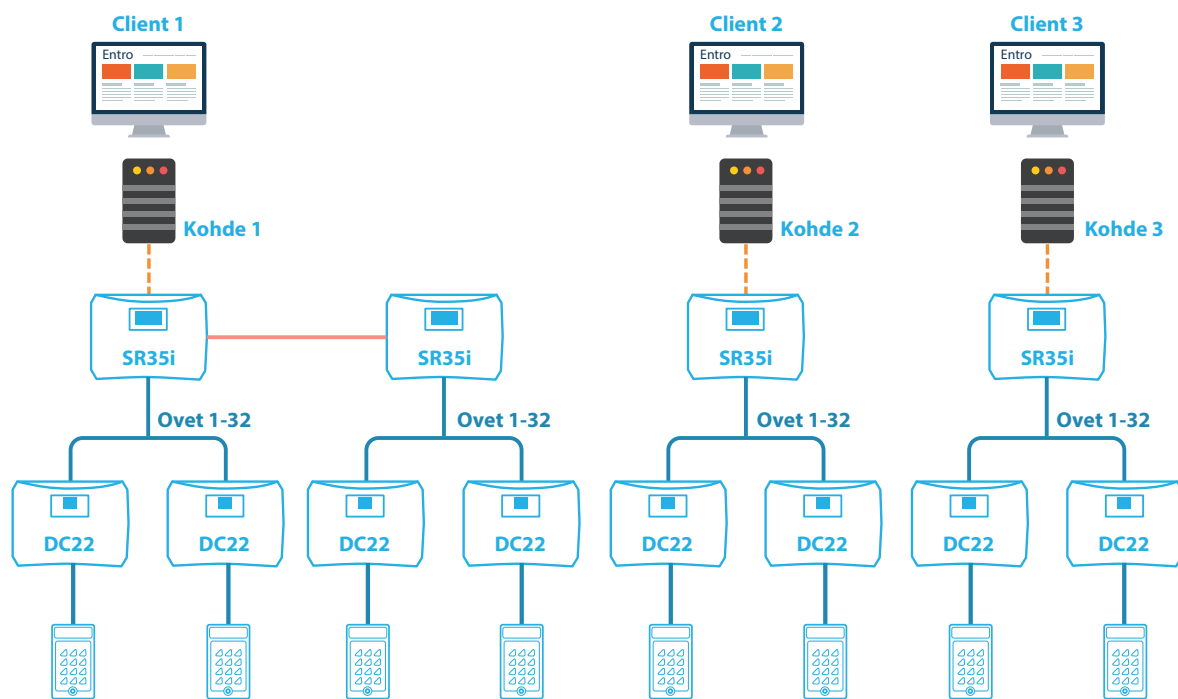 Client 1
Client 2
Client 3
Entro
Entro
Entro
Kohde 1
Kohde 2
Kohde 3
SR35i
SR35i
SR35i
SR35i
Ovet 1-32
Ovet 1-32
Ovet 1-32
Ovet 1-32
DC22
DC22
DC22
DC22
DC22
DC22
DC22
DC22